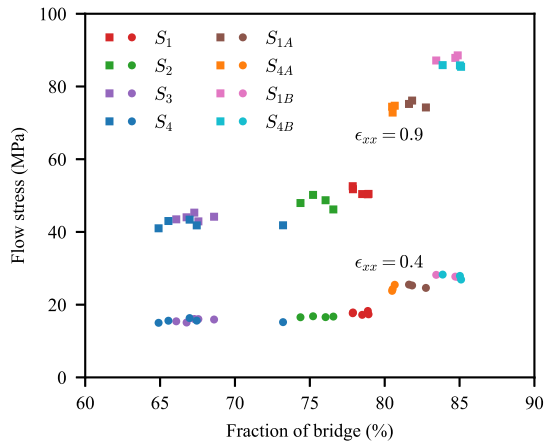 100
80
60
40
20
0
60 65 70 75 80 85 90
Flow stress (MPa)
Fraction of bridge (%)
S₁ S₁A
S₂ S₄A
S₃ S₁B
S₄ S₄B
ϵₓₓ = 0.9
ϵₓₓ = 0.4